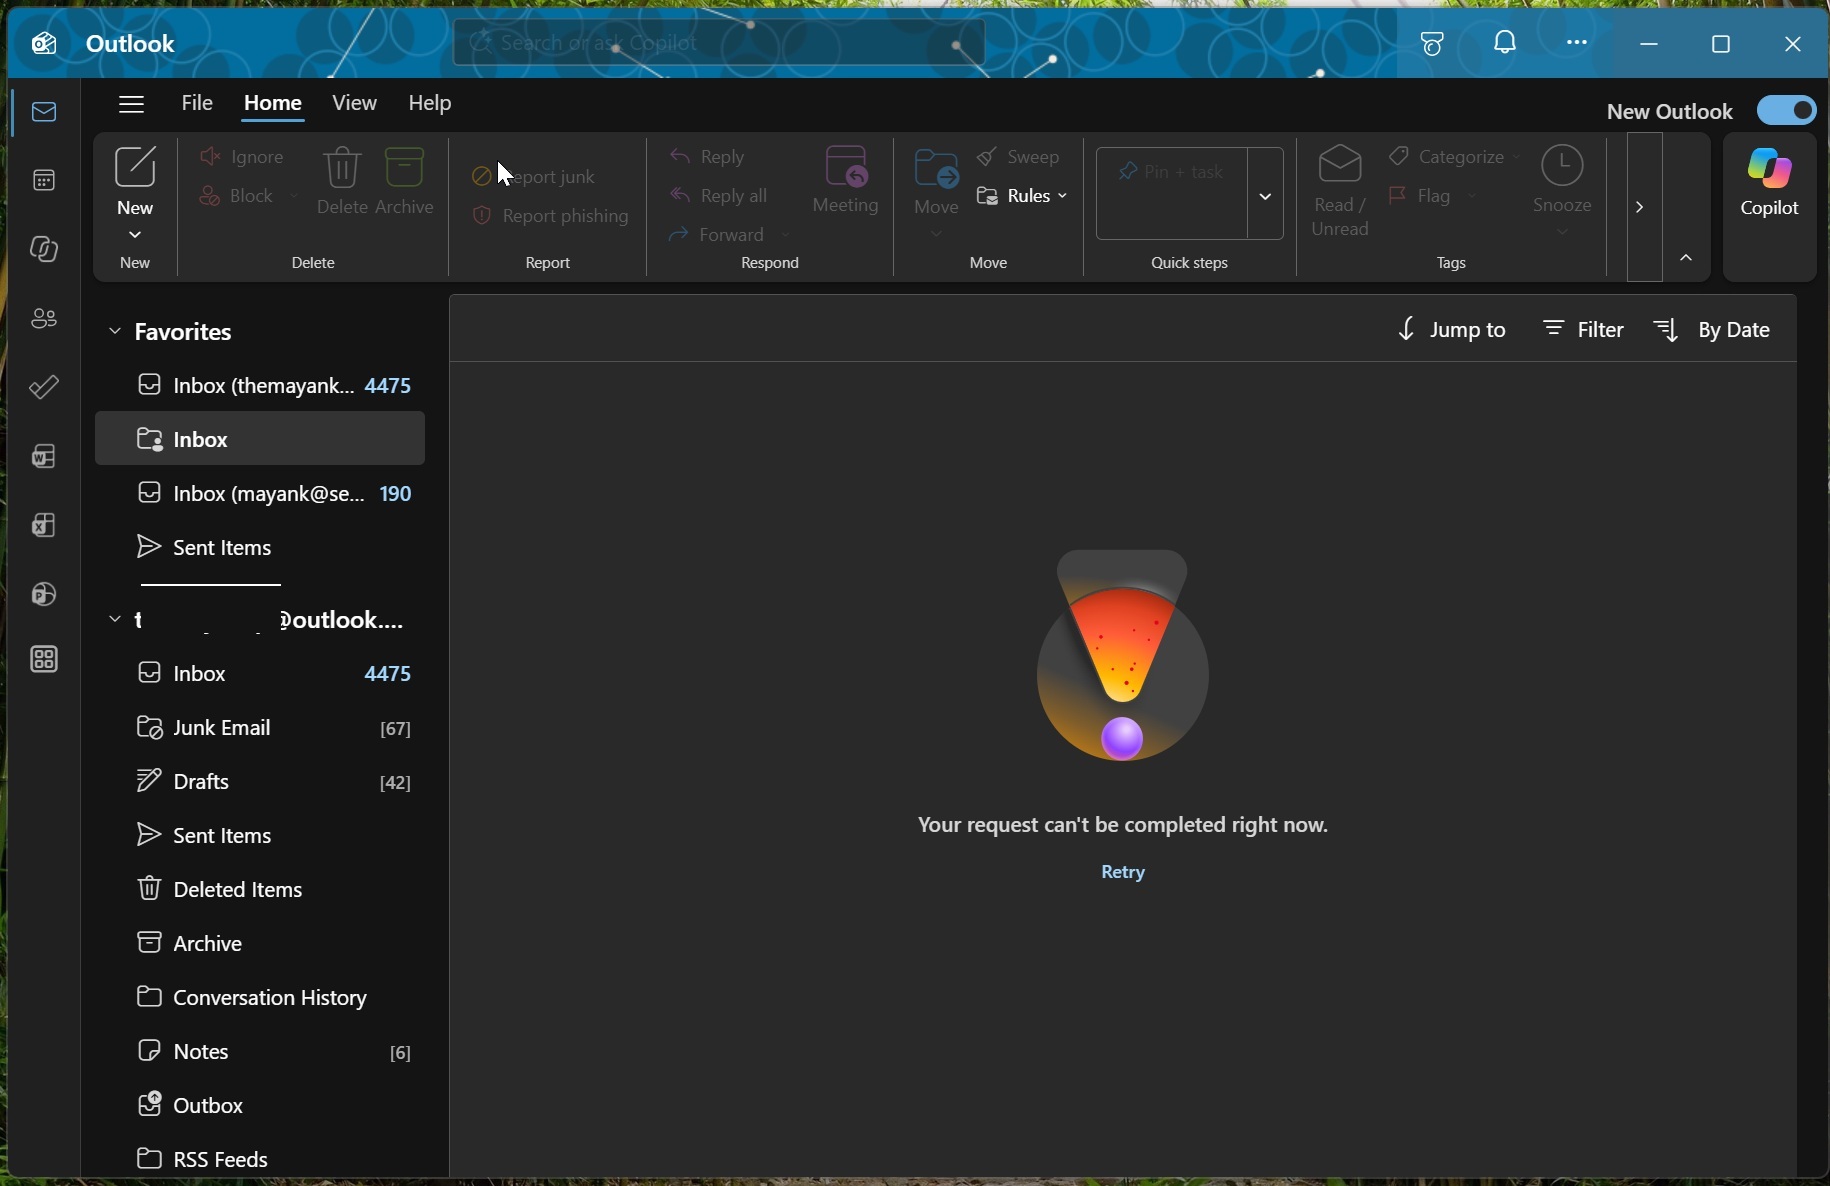 Outlook
Search or ask Copilot
File Home View Help
New Outlook
New
New
Ignore
Block
Delete Archive
Delete
Report phishing
Report
Reply
Reply all
Forward
Meeting
Respond
Move
Sweep
Rules
Move
Pin + task
Quick steps
Read /
Unread
Categorize
Flag
Snooze
Tags
Copilot
Favorites
Inbox (themayank... 4475
Inbox
Inbox (mayank@se... 190
Sent Items
@outlook....
Inbox 4475
Junk Email [67]
Drafts [42]
Sent Items
Deleted Items
Archive
Conversation History
Notes [6]
Outbox
RSS Feeds
Jump to Filter By Date
Your request can't be completed right now.
Retry